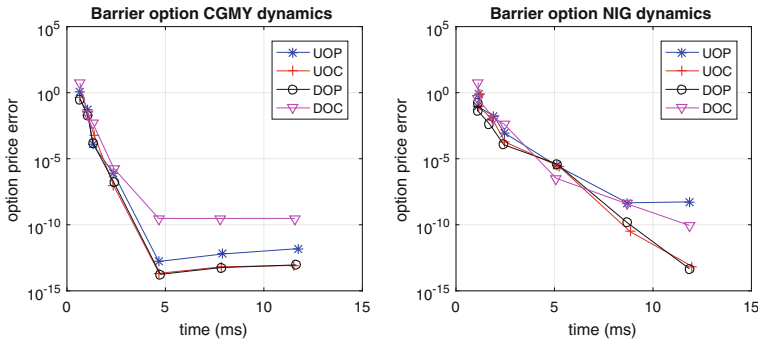 Barrier option CGMY dynamics
10^5
10^0
10^-5
10^-10
10^-15
option price error
0
5
10
15
time (ms)
UOP
UOC
DOP
DOC
Barrier option NIG dynamics
10^5
10^0
10^-5
10^-10
10^-15
option price error
0
5
10
15
time (ms)
UOP
UOC
DOP
DOC